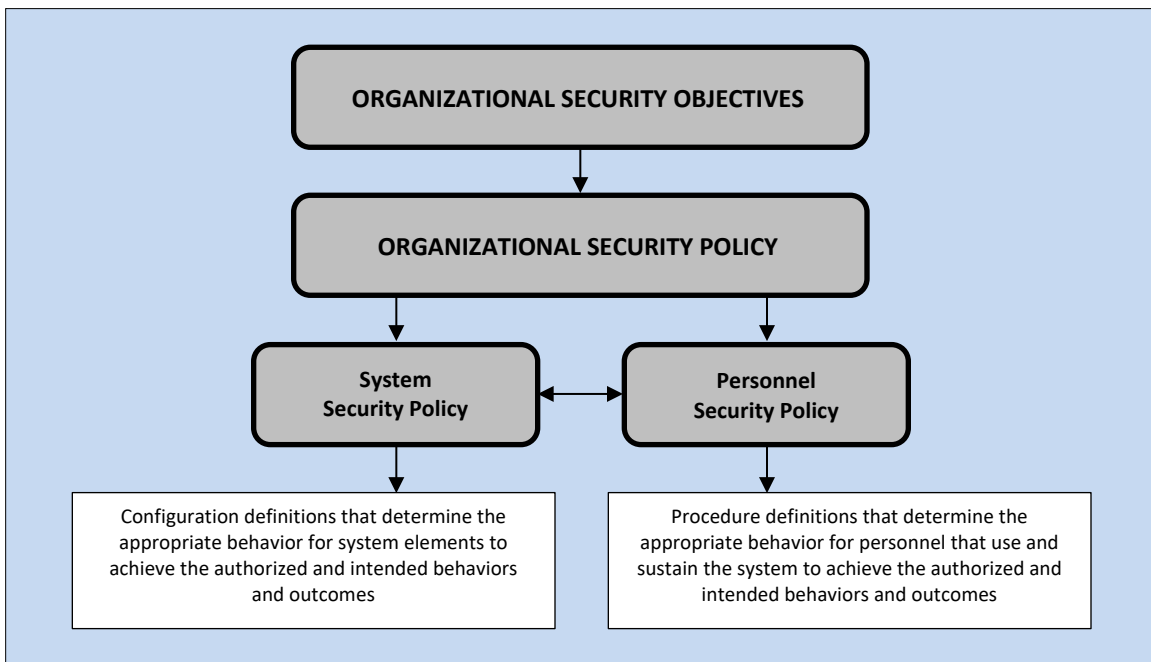 ORGANIZATIONAL SECURITY OBJECTIVES
ORGANIZATIONAL SECURITY POLICY
System
Security Policy
Personnel
Security Policy
Configuration definitions that determine the
appropriate behavior for system elements to
achieve the authorized and intended behaviors
and outcomes
Procedure definitions that determine the
appropriate behavior for personnel that use and
sustain the system to achieve the authorized and
intended behaviors and outcomes